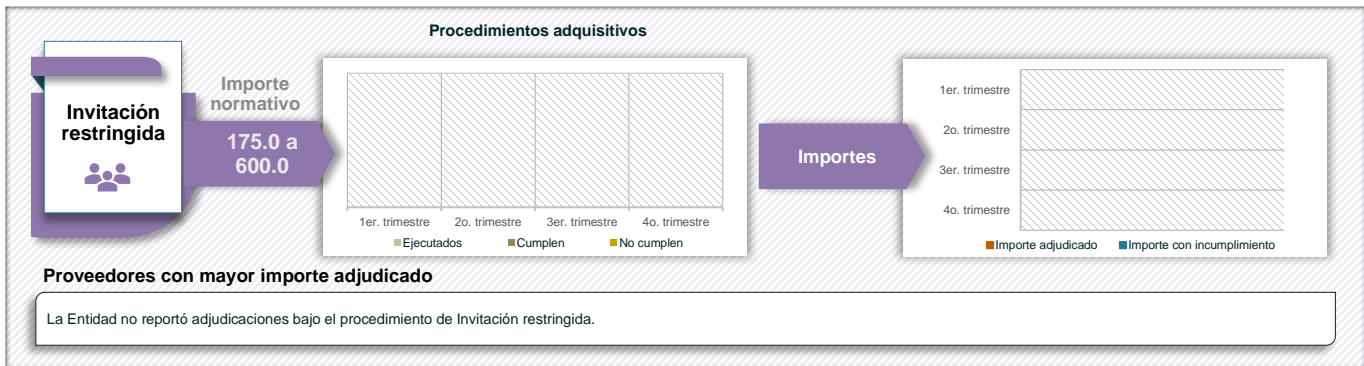 Procedimientos adquisitivos
Invitación
restringida
Importe
normativo
175.0 a
600.0
1er. trimestre 2o. trimestre 3er. trimestre 4o. trimestre
Ejecutados Cumplen No cumplen
Importes
1er. trimestre
2o. trimestre
3er. trimestre
4o. trimestre
Importe adjudicado Importe con incumplimiento
Proveedores con mayor importe adjudicado
La Entidad no reportó adjudicaciones bajo el procedimiento de Invitación restringida.